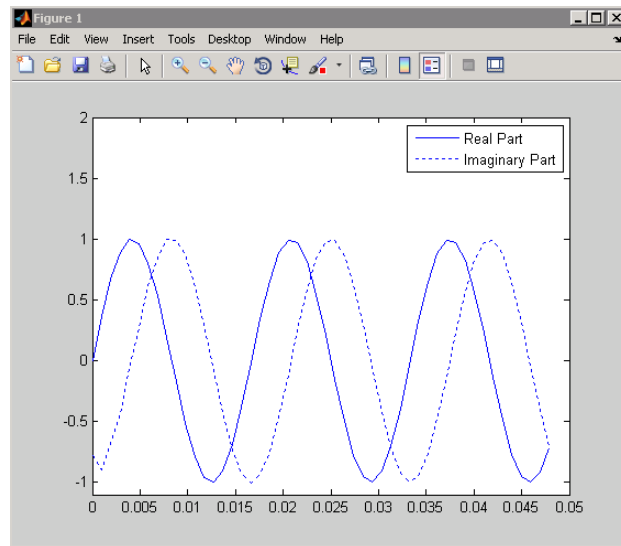 Figure 1
File Edit View Insert Tools Desktop Window Help
2
Real Part
Imaginary Part
1.5
1
0.5
0
-0.5
-1
0 0.005 0.01 0.015 0.02 0.025 0.03 0.035 0.04 0.045 0.05